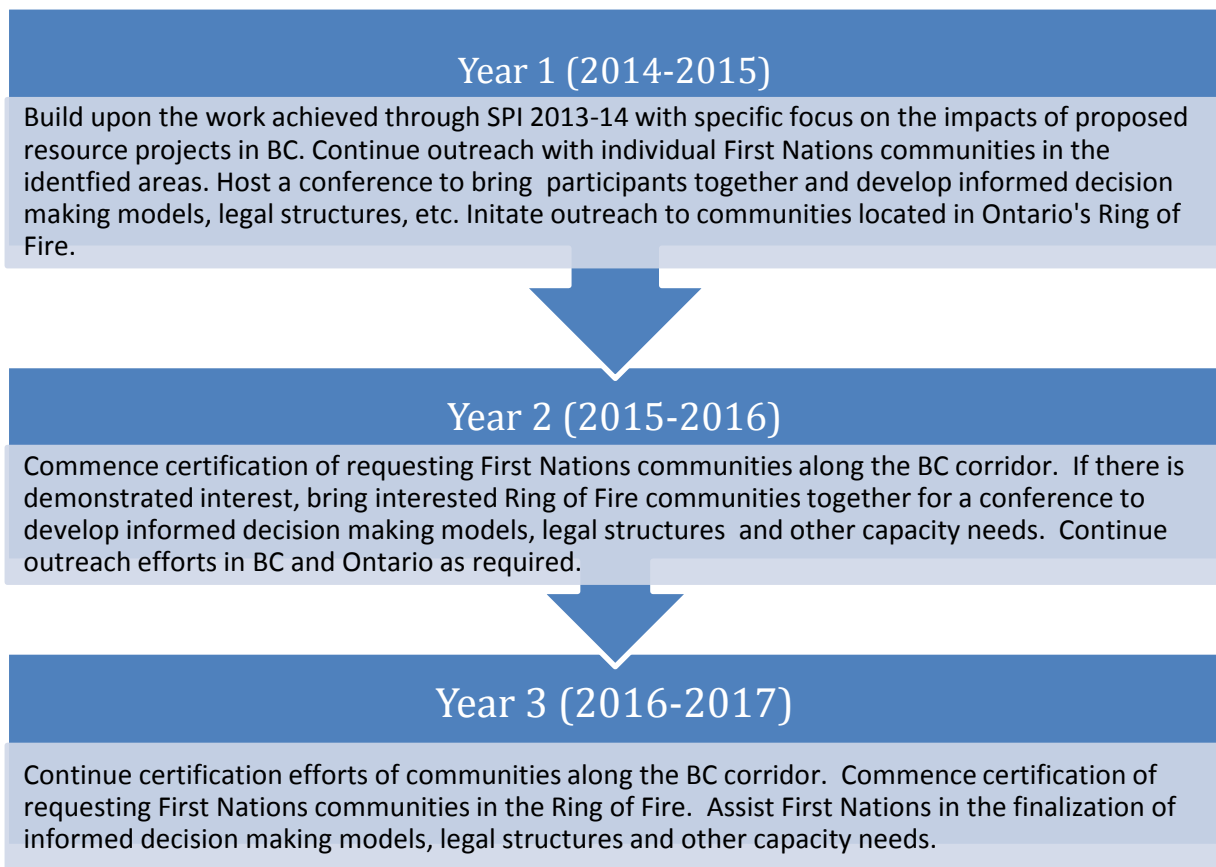 Year 1 (2014-2015)
Build upon the work achieved through SPI 2013-14 with specific focus on the impacts of proposed
resource projects in BC. Continue outreach with individual First Nations communities in the
identfied areas. Host a conference to bring  participants together and develop informed decision
making models, legal structures, etc. Initate outreach to communities located in Ontario's Ring of
Fire.
Year 2 (2015-2016)
Commence certification of requesting First Nations communities along the BC corridor.  If there is
demonstrated interest, bring interested Ring of Fire communities together for a conference to
develop informed decision making models, legal structures  and other capacity needs.  Continue
outreach efforts in BC and Ontario as required.
Year 3 (2016-2017)
Continue certification efforts of communities along the BC corridor.  Commence certification of
requesting First Nations communities in the Ring of Fire.  Assist First Nations in the finalization of
informed decision making models, legal structures and other capacity needs.